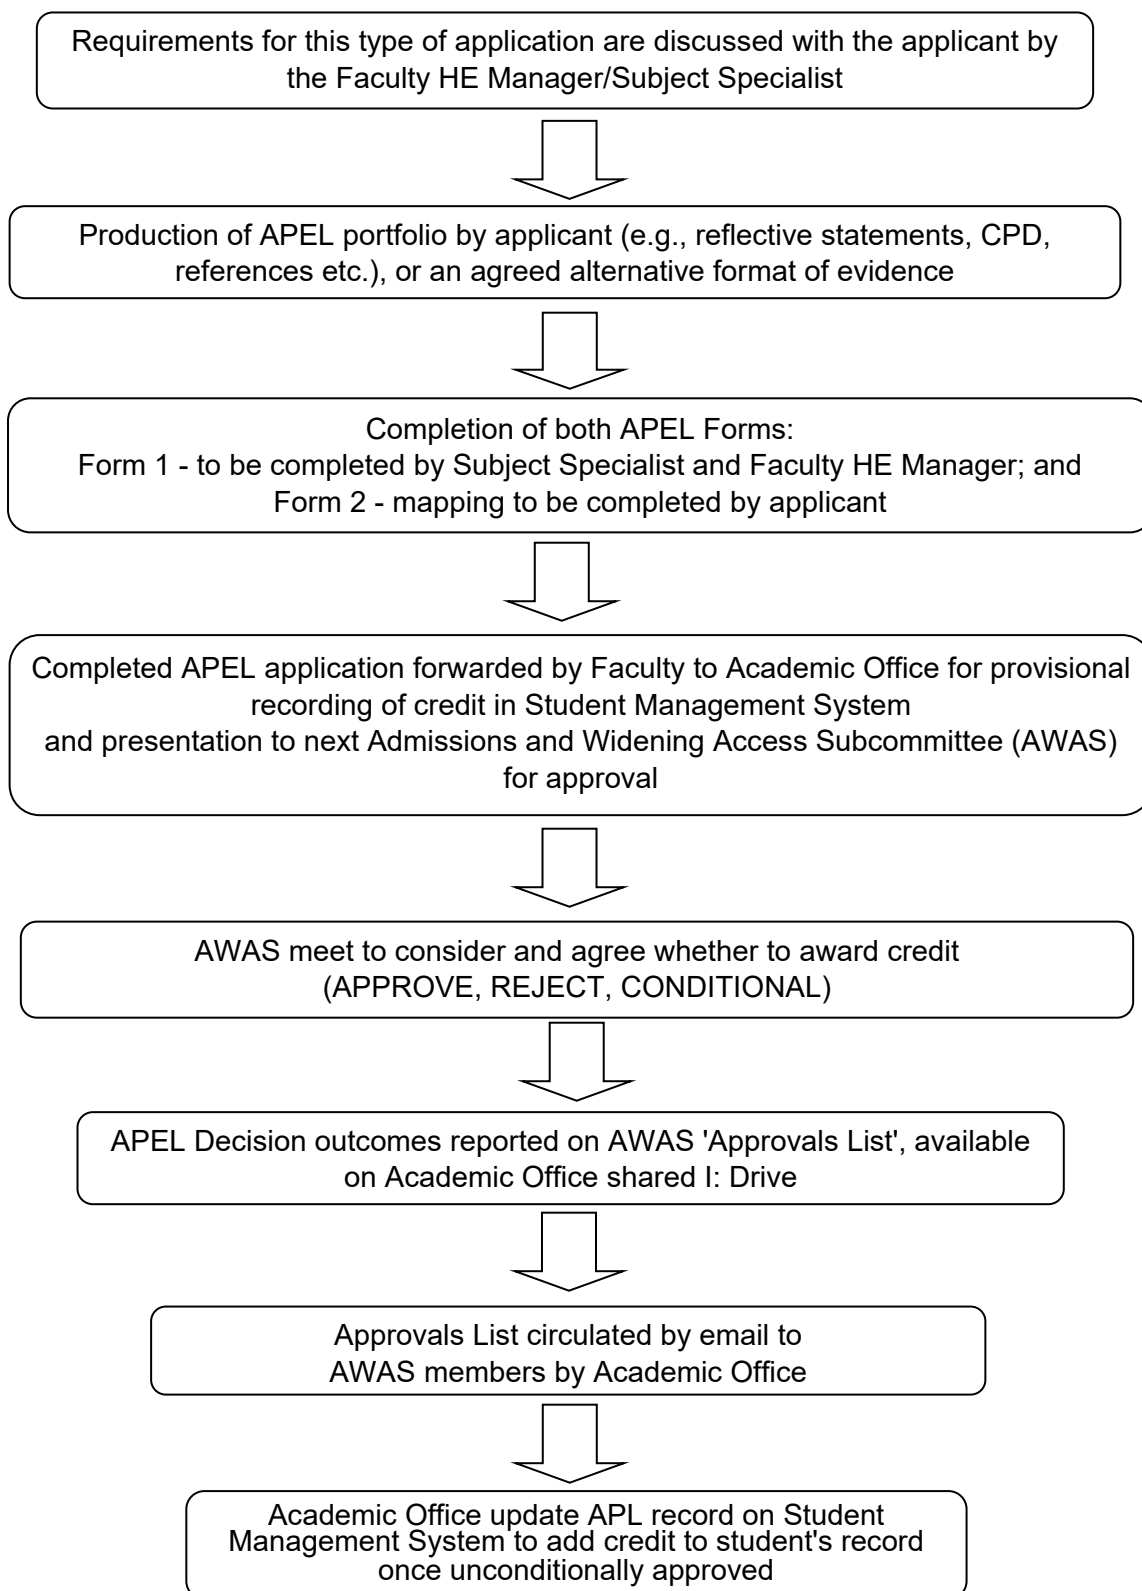 Requirements for this type of application are discussed with the applicant by
the Faculty HE Manager/Subject Specialist
Production of APEL portfolio by applicant (e.g., reflective statements, CPD,
references etc.), or an agreed alternative format of evidence
Completion of both APEL Forms:
Form 1 - to be completed by Subject Specialist and Faculty HE Manager; and
Form 2 - mapping to be completed by applicant
Completed APEL application forwarded by Faculty to Academic Office for provisional
recording of credit in Student Management System
and presentation to next Admissions and Widening Access Subcommittee (AWAS)
for approval
AWAS meet to consider and agree whether to award credit
(APPROVE, REJECT, CONDITIONAL)
APEL Decision outcomes reported on AWAS 'Approvals List', available
on Academic Office shared I: Drive
Approvals List circulated by email to
AWAS members by Academic Office
Academic Office update APL record on Student
Management System to add credit to student's record
once unconditionally approved